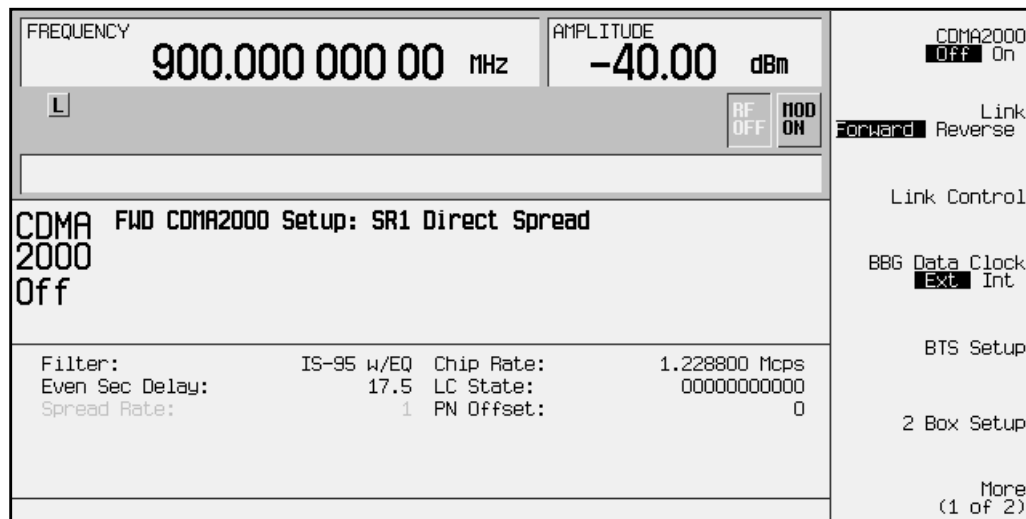 FREQUENCY
900.000 000 00 MHz
AMPLITUDE
-40.00 dBm
L
RF OFF
MOD ON
CDMA 2000 Off
FWD CDMA2000 Setup: SR1 Direct Spread
Filter: IS-95 w/EQ Chip Rate: 1.228800 Mcps
Even Sec Delay: 17.5 LC State: 00000000000
Spread Rate: 1 PN Offset: 0
CDMA2000
Off On
Link
Forward Reverse
Link Control
BBG Data Clock
Ext Int
BTS Setup
2 Box Setup
More
(1 of 2)